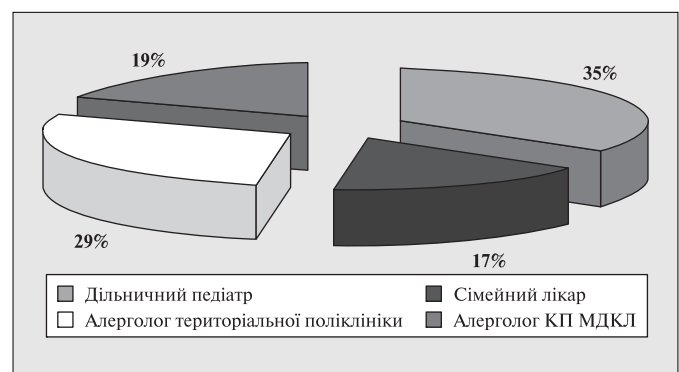 19%
35%
29%
17%
Дільничний педіатр
Сімейний лікар
Алерголог територіальної поліклініки
Алерголог КП МДКЛ